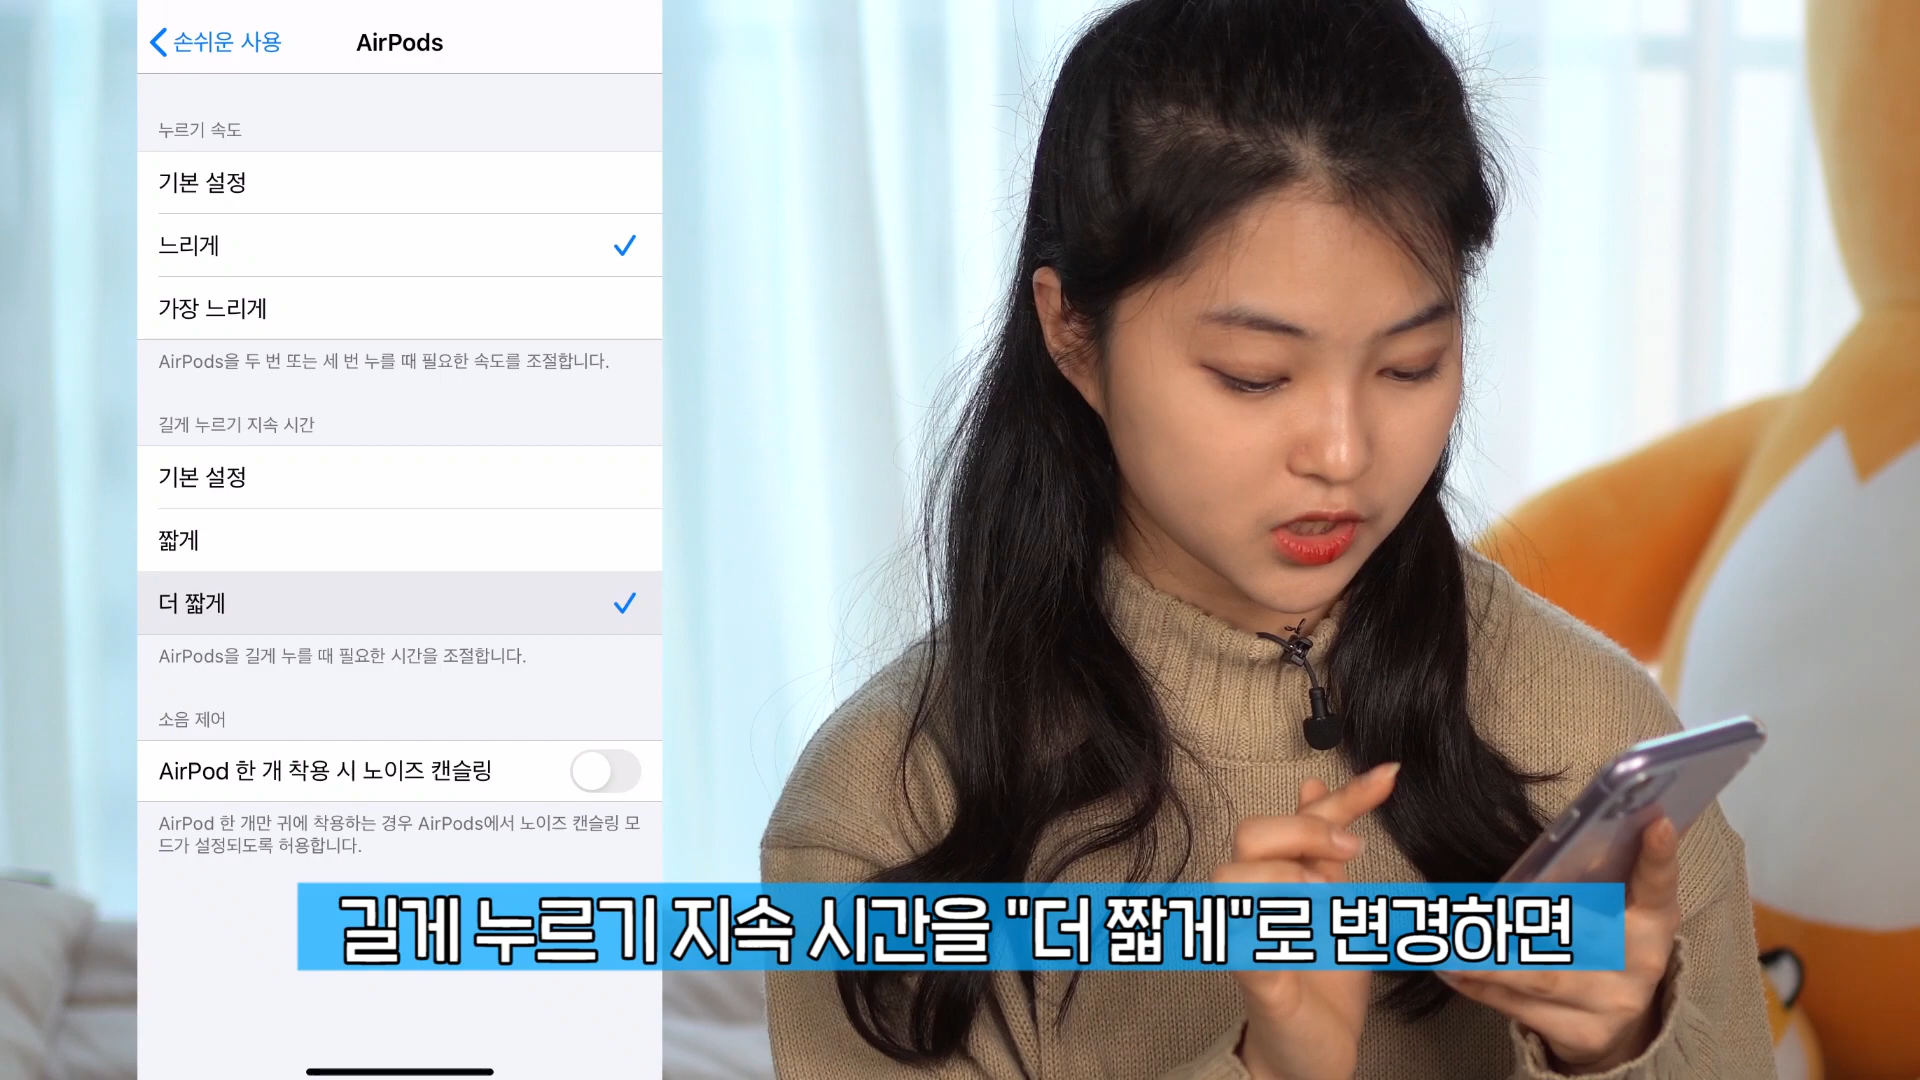 손쉬운 사용
AirPods
누르기 속도
기본 설정
느리게
가장 느리게
AirPods을 두 번 또는 세 번 누를 때 필요한 속도를 조절합니다.
길게 누르기 지속 시간
기본 설정
짧게
더 짧게
AirPods을 길게 누를 때 필요한 시간을 조절합니다.
소음 제어
AirPod 한 개 착용 시 노이즈 캔슬링
AirPod 한 개만 귀에 착용하는 경우 AirPods에서 노이즈 캔슬링 모
드가 설정되도록 허용합니다.
길게 누르기 지속 시간을 "더 짧게"로 변경하면